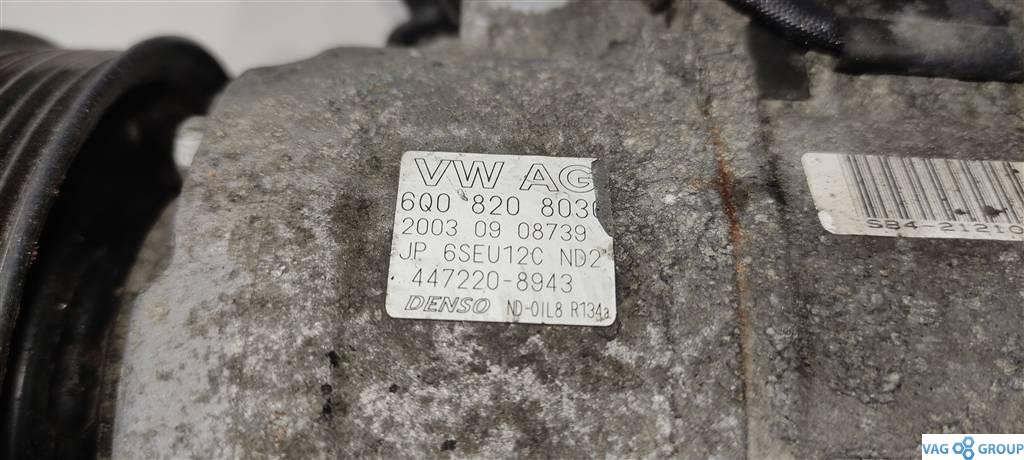 VW AG
6Q0 820 803
2003 09 08739
JP 6SEU12C ND2
447220-8943
DENSO ND-OIL8 R134a
SB4-21210
VAG GROUP